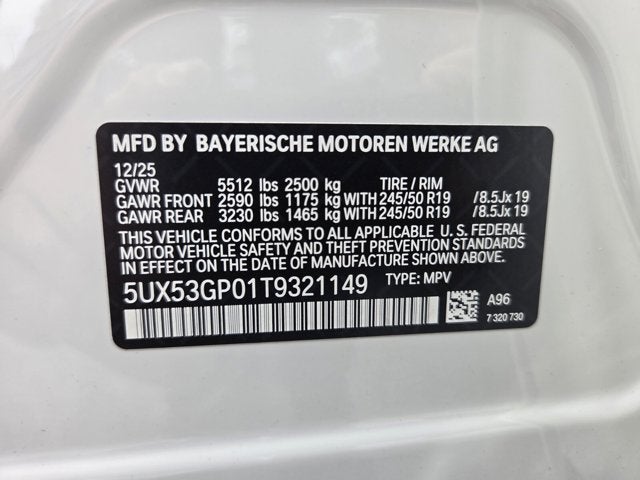 MFD BY BAYERISCHE MOTOREN WERKE AG
12/25
GVWR 5512 lbs 2500 kg TIRE / RIM
GAWR FRONT 2590 lbs 1175 kg WITH 245/50 R19 /8.5Jx 19
GAWR REAR 3230 lbs 1465 kg WITH 245/50 R19 /8.5Jx 19
THIS VEHICLE CONFORMS TO ALL APPLICABLE U. S. FEDERAL
MOTOR VEHICLE SAFETY AND THEFT PREVENTION STANDARDS
IN EFFECT ON THE DATE OF MANUFACTURE SHOWN ABOVE.
5UX53GP01T9321149 TYPE: MPV
A96
7 320 730